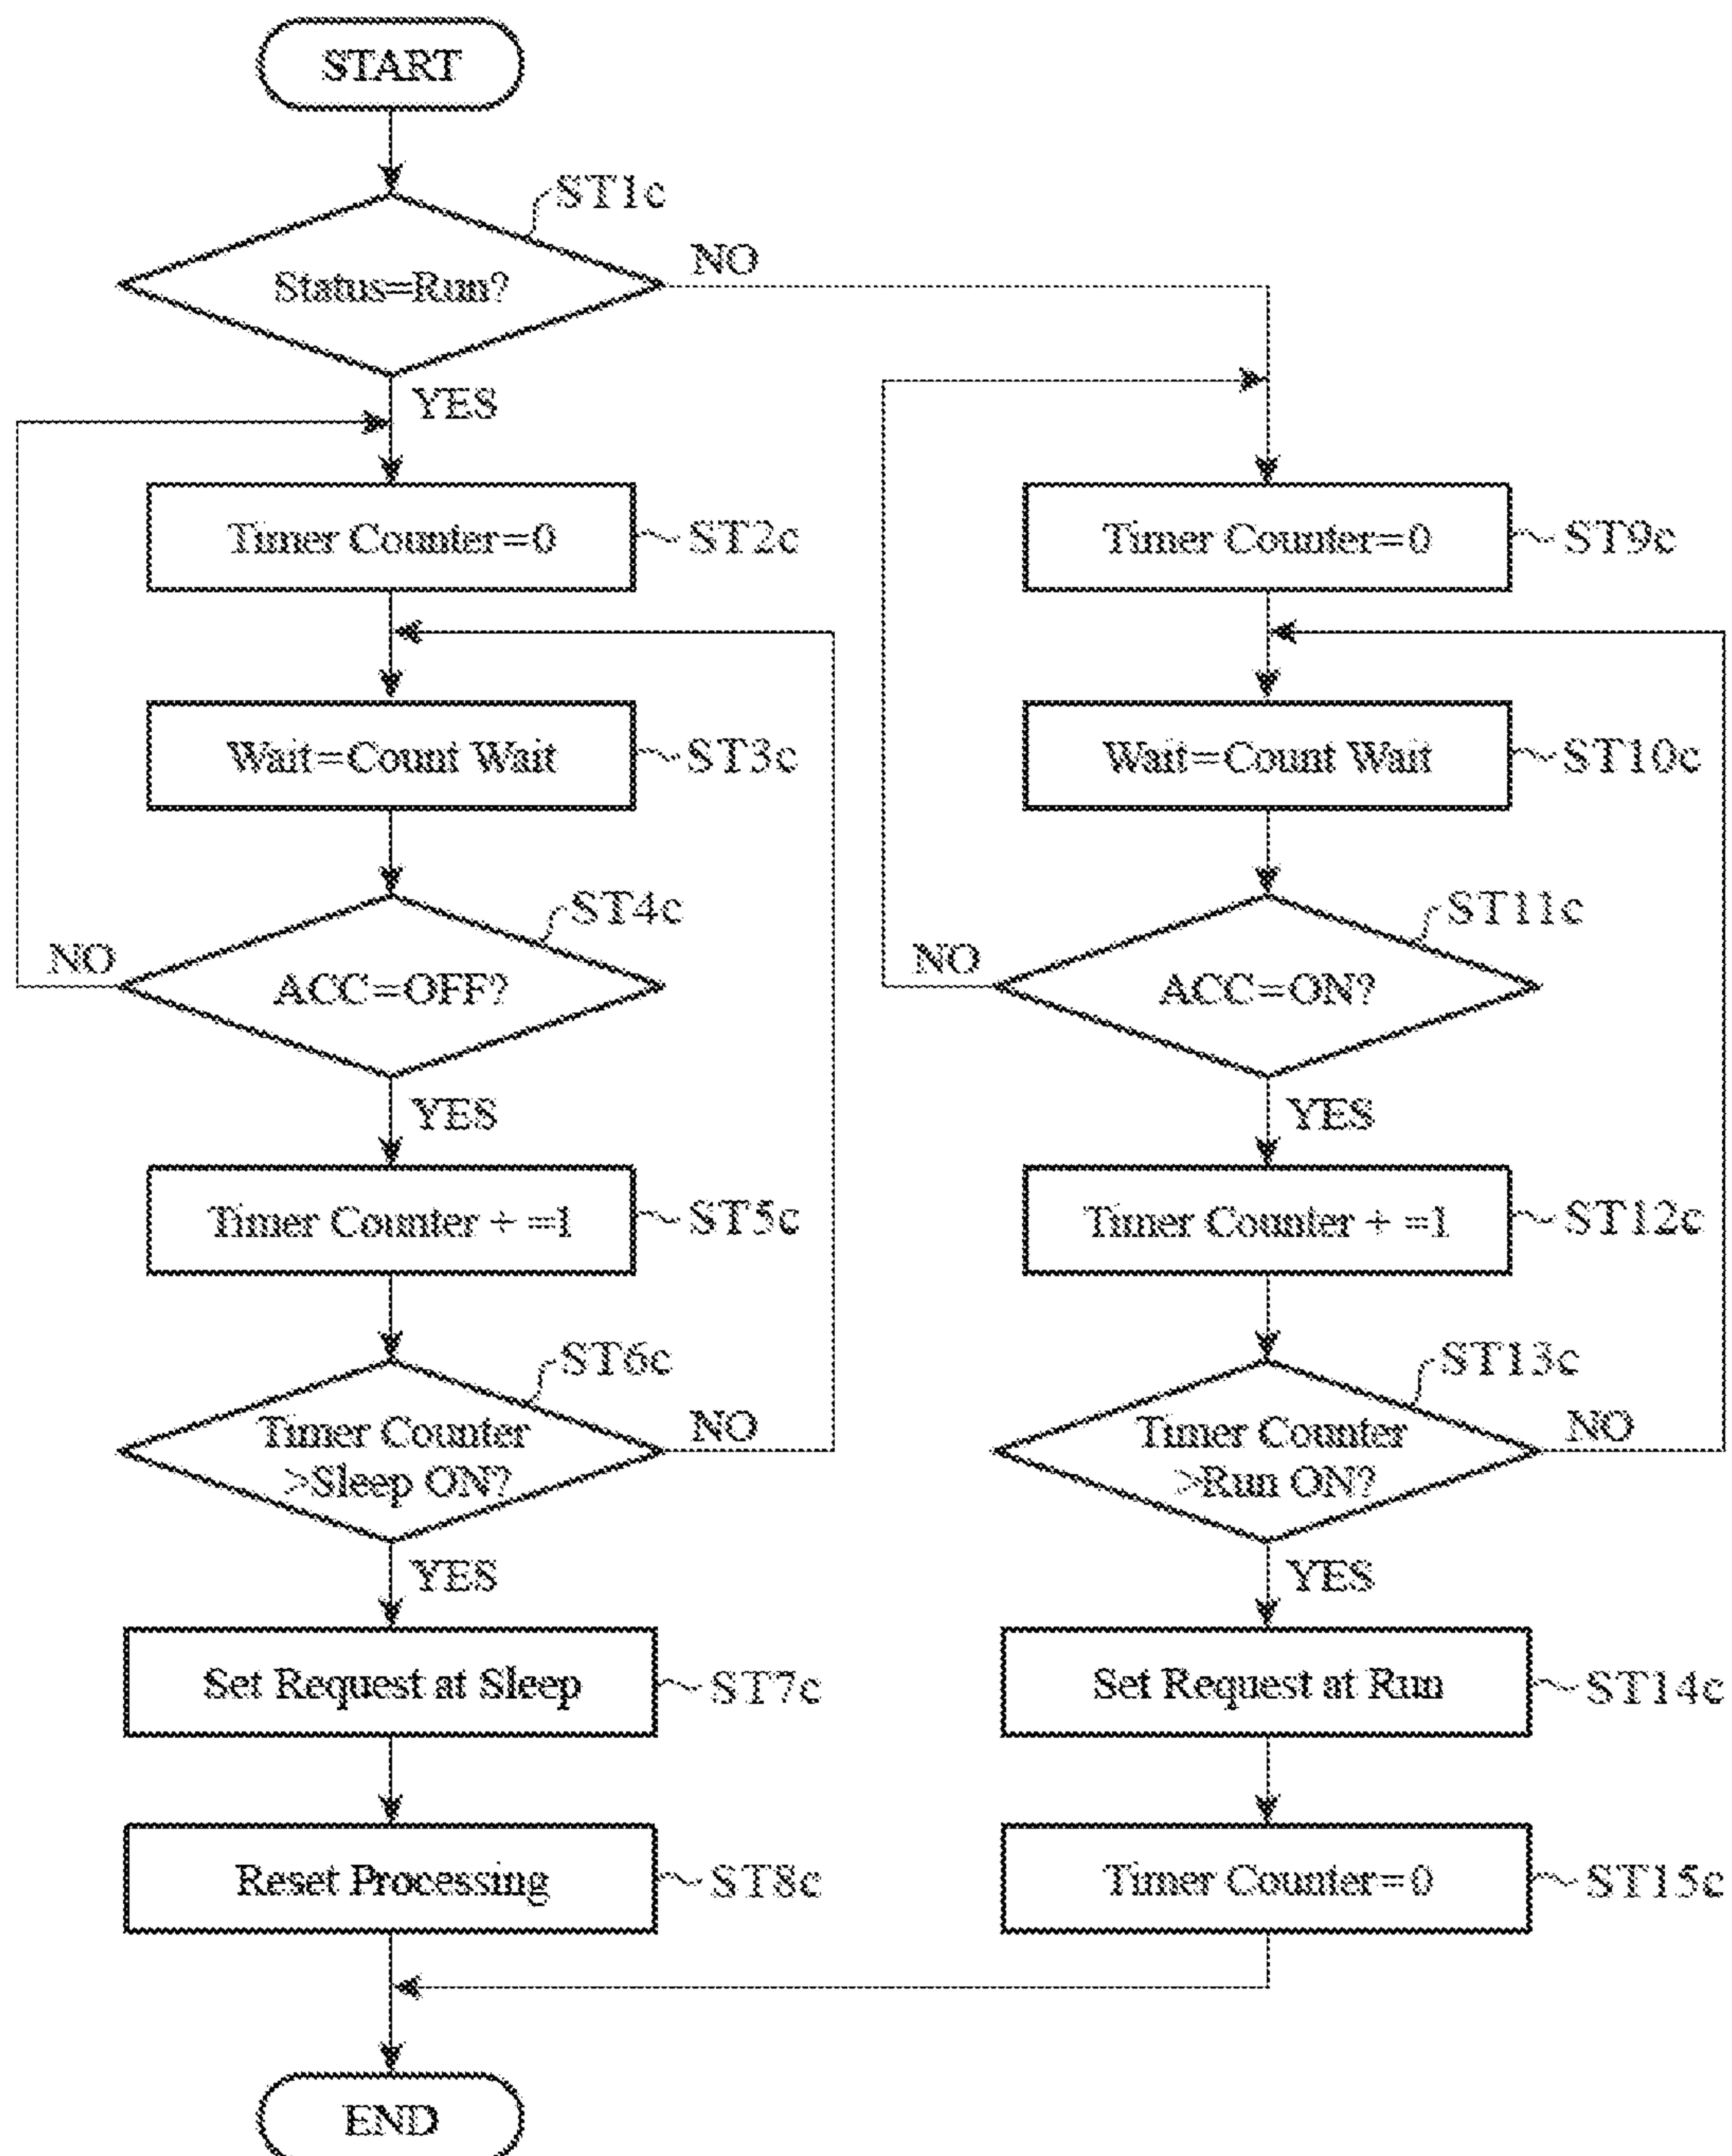 START
ST1c
Status=Run?
NO
YES
Timer Counter=0
ST2c
Wait=Count Wait
ST3c
ST4c
ACC=OFF?
NO
YES
Timer Counter + =1
ST5c
ST6c
Timer Counter
>Sleep ON?
NO
YES
Set Request at Sleep
ST7c
Reset Processing
ST8c
Timer Counter=0
ST9c
Wait=Count Wait
ST10c
ST11c
ACC=ON?
NO
YES
Timer Counter + =1
ST12c
ST13c
Timer Counter
>Run ON?
NO
YES
Set Request at Run
ST14c
Timer Counter=0
ST15c
END